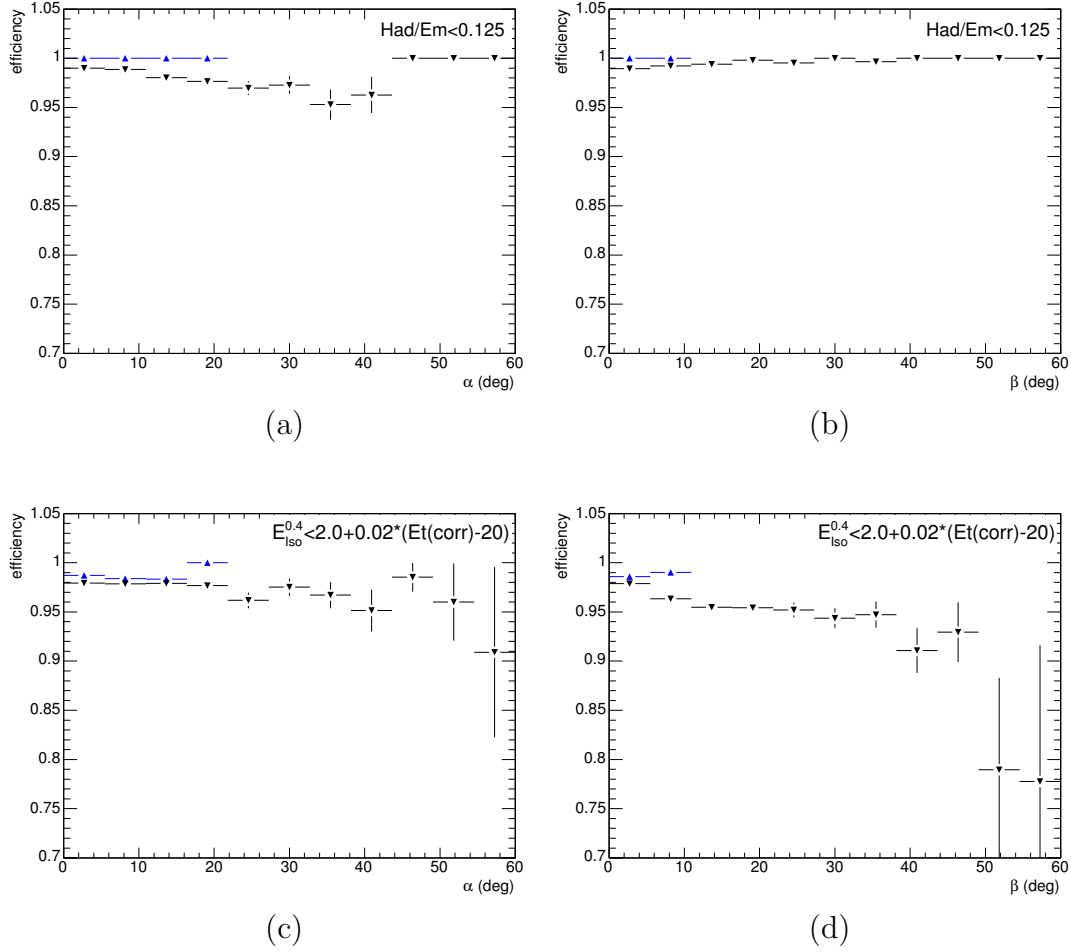 efficiency
1.05
1
0.95
0.9
0.85
0.8
0.75
0.7
Had/Em<0.125
0 10 20 30 40 50 60
α (deg)
(a)
efficiency
1.05
1
0.95
0.9
0.85
0.8
0.75
0.7
Had/Em<0.125
0 10 20 30 40 50 60
β (deg)
(b)
efficiency
1.05
1
0.95
0.9
0.85
0.8
0.75
0.7
E^{0.4}_{Iso}<2.0+0.02*(Et(corr)-20)
0 10 20 30 40 50 60
α (deg)
(c)
efficiency
1.05
1
0.95
0.9
0.85
0.8
0.75
0.7
E^{0.4}_{Iso}<2.0+0.02*(Et(corr)-20)
0 10 20 30 40 50 60
β (deg)
(d)